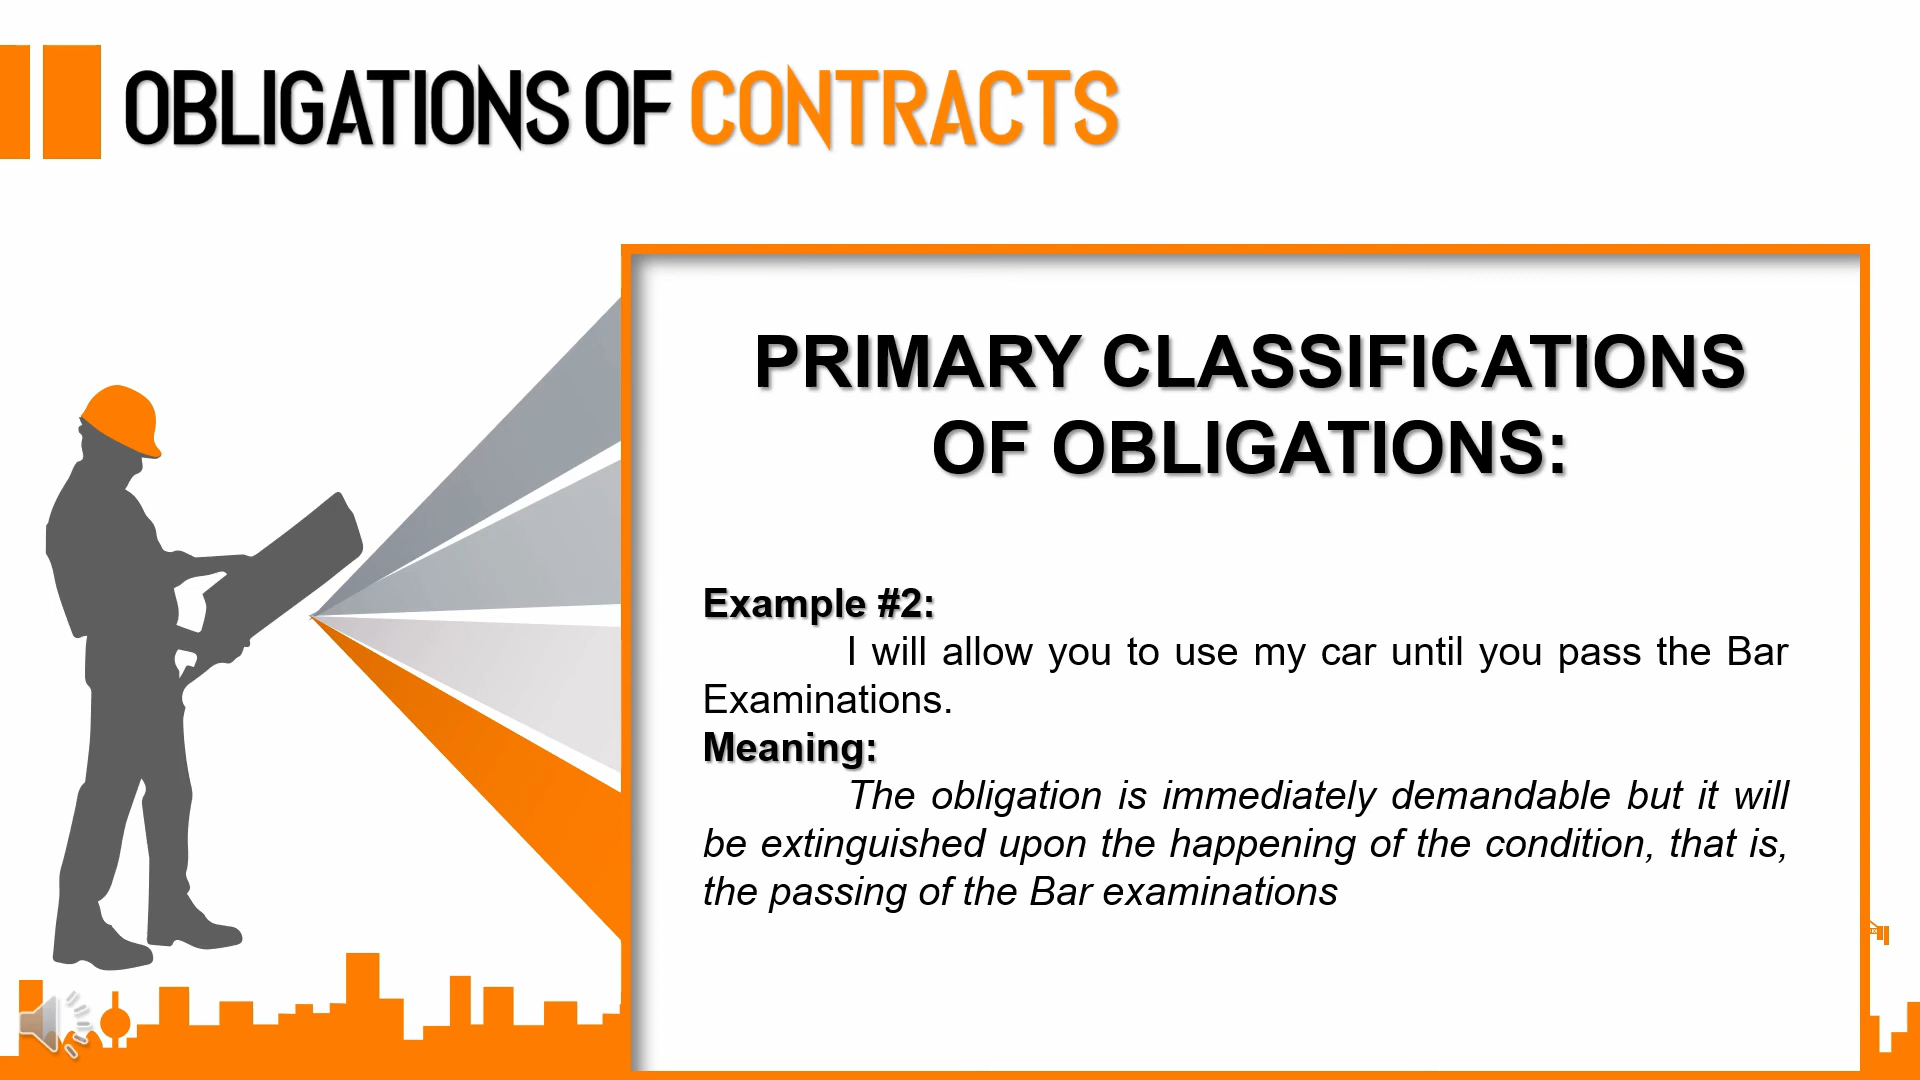 OBLIGATIONS OF CONTRACTS
PRIMARY CLASSIFICATIONS
OF OBLIGATIONS:
Example #2:
I will allow you to use my car until you pass the Bar
Examinations.
Meaning:
The obligation is immediately demandable but it will
be extinguished upon the happening of the condition, that is,
the passing of the Bar examinations